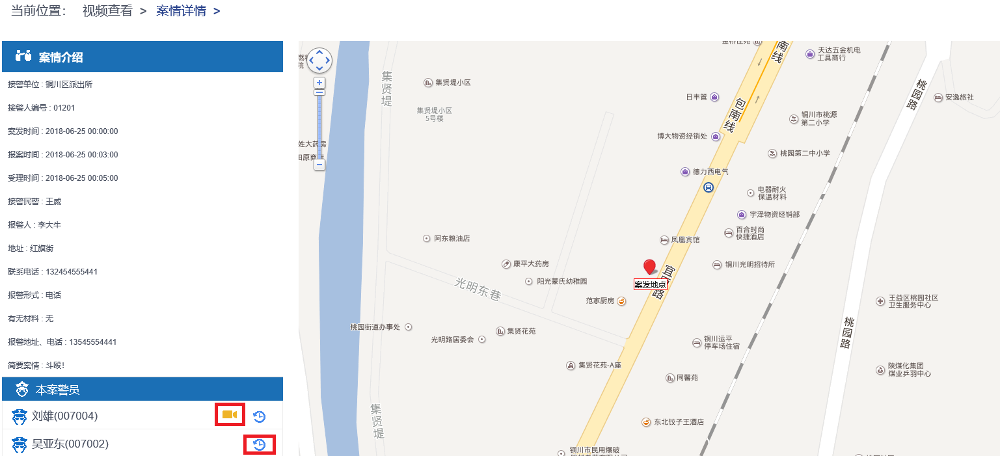 当前位置： 视频查看 > 案情详情 >
案情介绍
接警单位 : 铜川区派出所
接警人编号 : 01201
案发时间 : 2018-06-25 00:00:00
报案时间 : 2018-06-25 00:03:00
受理时间 : 2018-06-25 00:05:00
接警民警 : 王威
报警人 : 李大牛
地址 : 红旗街
联系电话 : 132454555441
报警形式 : 电话
有无材料 : 无
报警地址、电话 : 13545554441
简要案情 : 斗殴!
本案警员
刘雄(007004)
吴亚东(007002)
集贤堤
集贤堤小区
集贤堤小区
5号楼
南线
天达五金机电
工具商行
日丰管
包南线
桃园路
安逸旅社
铜川市桃源
第二小学
博大物资经销处
桃园第二中小学
德力西电气
电器耐火
保温材料
宇泽物资经销部
百合时尚
快捷酒店
阿东粮油店
凤凰宾馆
康平大药房
铜川光明招待所
案发地点
阳光蒙氏幼稚园
光明东巷
范家厨房
王益区桃园社区
卫生服务中心
桃园街道办事处
集贤花苑
光明路居委会
铜川运平
停车场住宿
桃园路
集贤花苑-A座
同馨苑
陕煤化集团
煤业乒羽中心
集贤堤
东北饺子王酒店
铜川市民用爆破